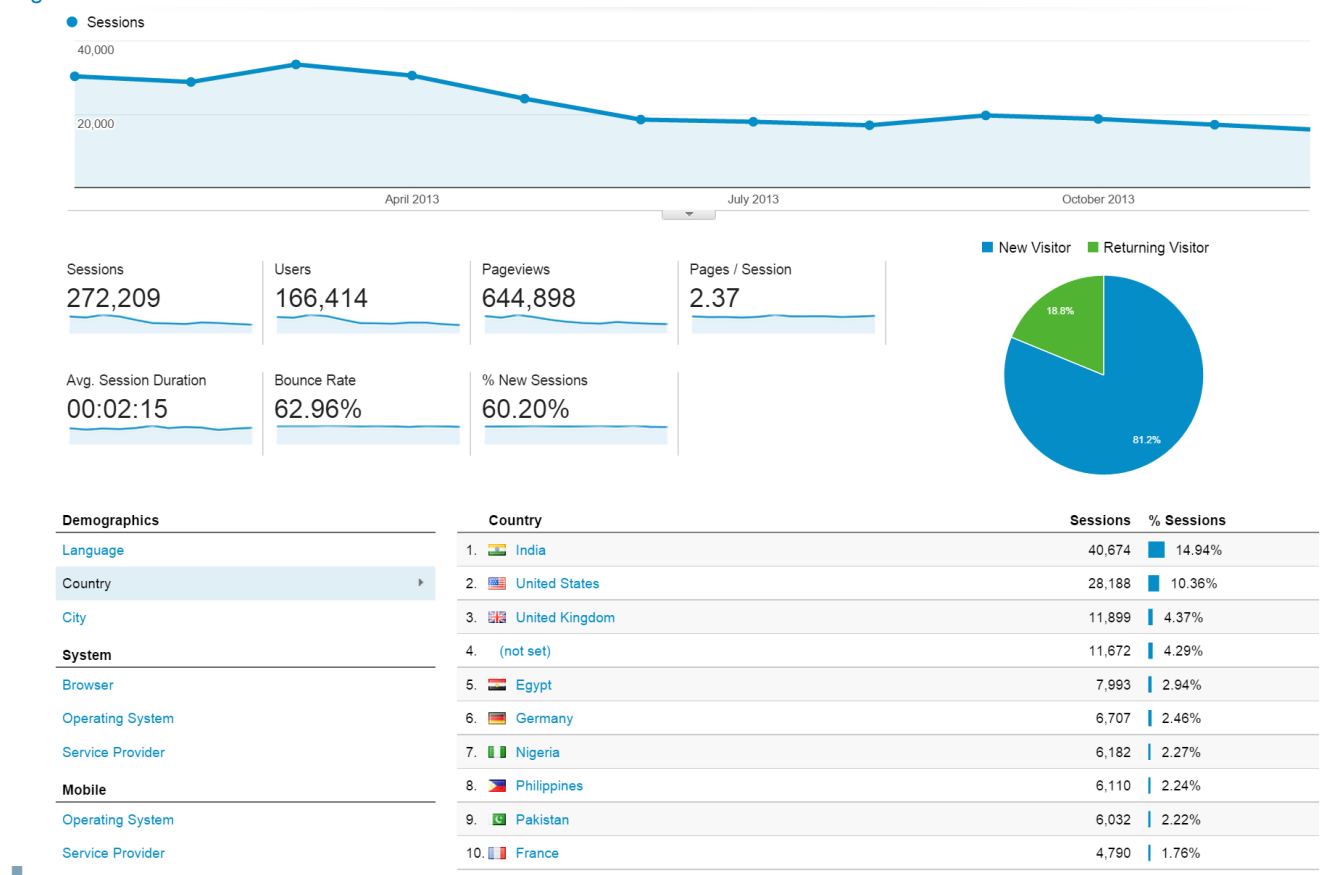 Sessions
40,000
20,000
April 2013 July 2013 October 2013
New Visitor Returning Visitor
Sessions Users Pageviews Pages / Session
272,209 166,414 644,898 2.37
18.8%
Avg. Session Duration Bounce Rate % New Sessions
00:02:15 62.96% 60.20%
81.2%
Demographics
Language
Country
City
System
Browser
Operating System
Service Provider
Mobile
Operating System
Service Provider
Country Sessions % Sessions
1. India 40,674 14.94%
2. United States 28,188 10.36%
3. United Kingdom 11,899 4.37%
4. (not set) 11,672 4.29%
5. Egypt 7,993 2.94%
6. Germany 6,707 2.46%
7. Nigeria 6,182 2.27%
8. Philippines 6,110 2.24%
9. Pakistan 6,032 2.22%
10. France 4,790 1.76%